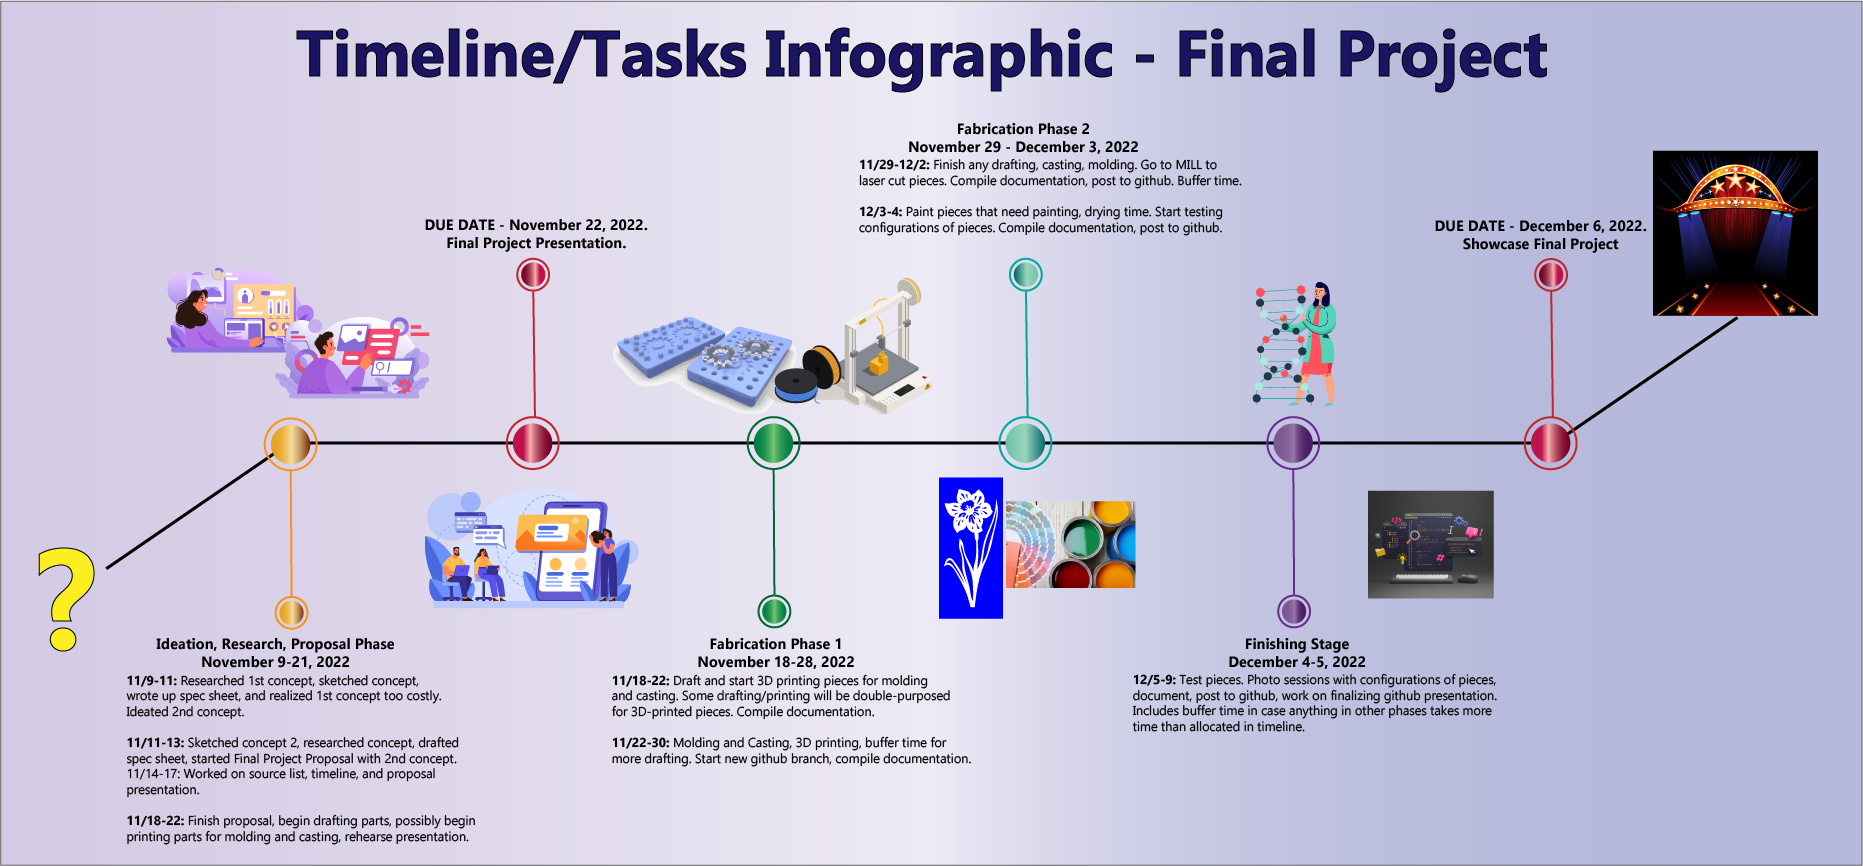 Timeline/Tasks Infographic - Final Project
Fabrication Phase 2
November 29 - December 3, 2022
11/29-12/2: Finish any drafting, casting, molding. Go to MILL to
laser cut pieces. Compile documentation, post to github. Buffer time.
12/3-4: Paint pieces that need painting, drying time. Start testing
configurations of pieces. Compile documentation, post to github.
DUE DATE - November 22, 2022.
Final Project Presentation.
DUE DATE - December 6, 2022.
Showcase Final Project
?
Ideation, Research, Proposal Phase
November 9-21, 2022
11/9-11: Researched 1st concept, sketched concept,
wrote up spec sheet, and realized 1st concept too costly.
Ideated 2nd concept.
11/11-13: Sketched concept 2, researched concept, drafted
spec sheet, started Final Project Proposal with 2nd concept.
11/14-17: Worked on source list, timeline, and proposal
presentation.
11/18-22: Finish proposal, begin drafting parts, possibly begin
printing parts for molding and casting, rehearse presentation.
Fabrication Phase 1
November 18-28, 2022
11/18-22: Draft and start 3D printing pieces for molding
and casting. Some drafting/printing will be double-purposed
for 3D-printed pieces. Compile documentation.
11/22-30: Molding and Casting, 3D printing, buffer time for
more drafting. Start new github branch, compile documentation.
Finishing Stage
December 4-5, 2022
12/5-9: Test pieces. Photo sessions with configurations of pieces,
document, post to github, work on finalizing github presentation.
Includes buffer time in case anything in other phases takes more
time than allocated in timeline.